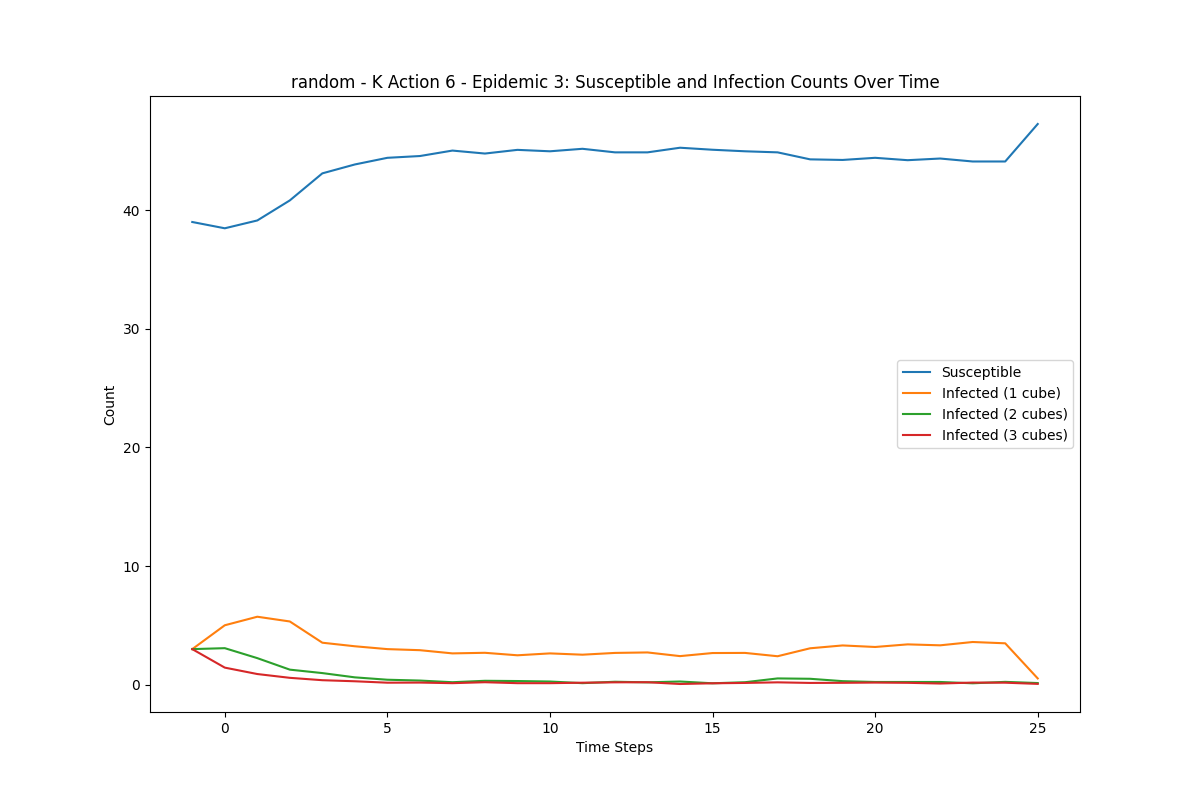 random - K Action 6 - Epidemic 3: Susceptible and Infection Counts Over Time
Count
40
30
20
10
0
Susceptible
Infected (1 cube)
Infected (2 cubes)
Infected (3 cubes)
0 5 10 15 20 25
Time Steps